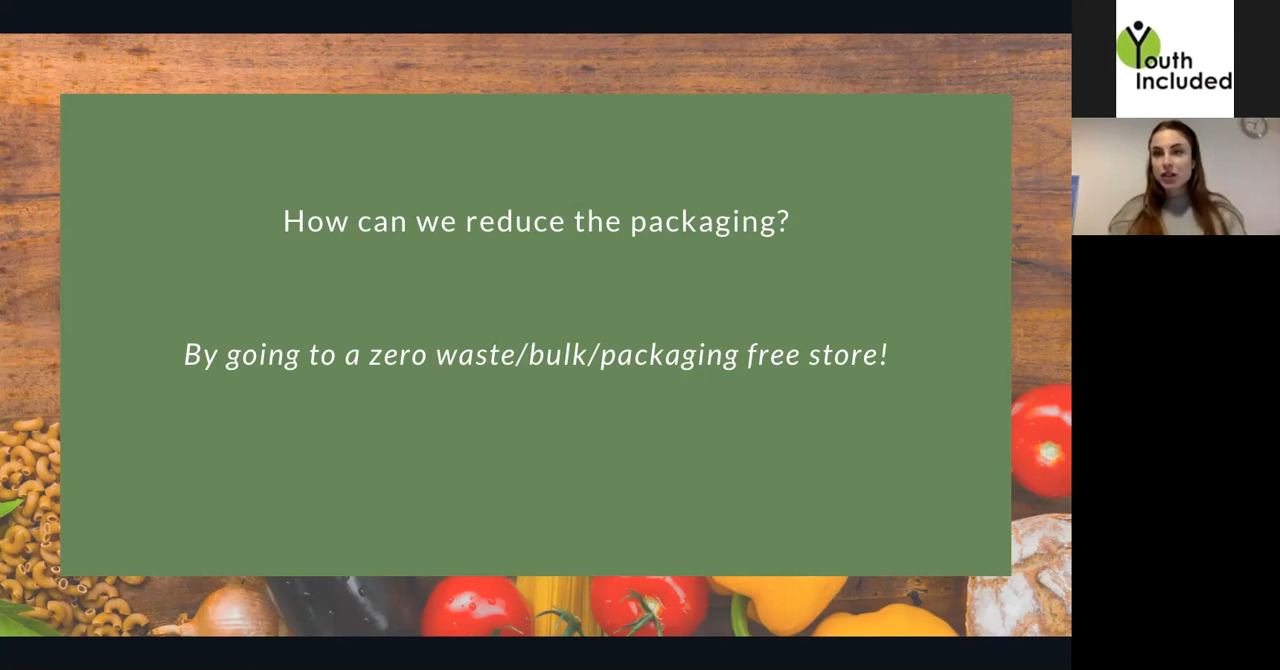 How can we reduce the packaging?
By going to a zero waste/bulk/packaging free store!
Youth
Included